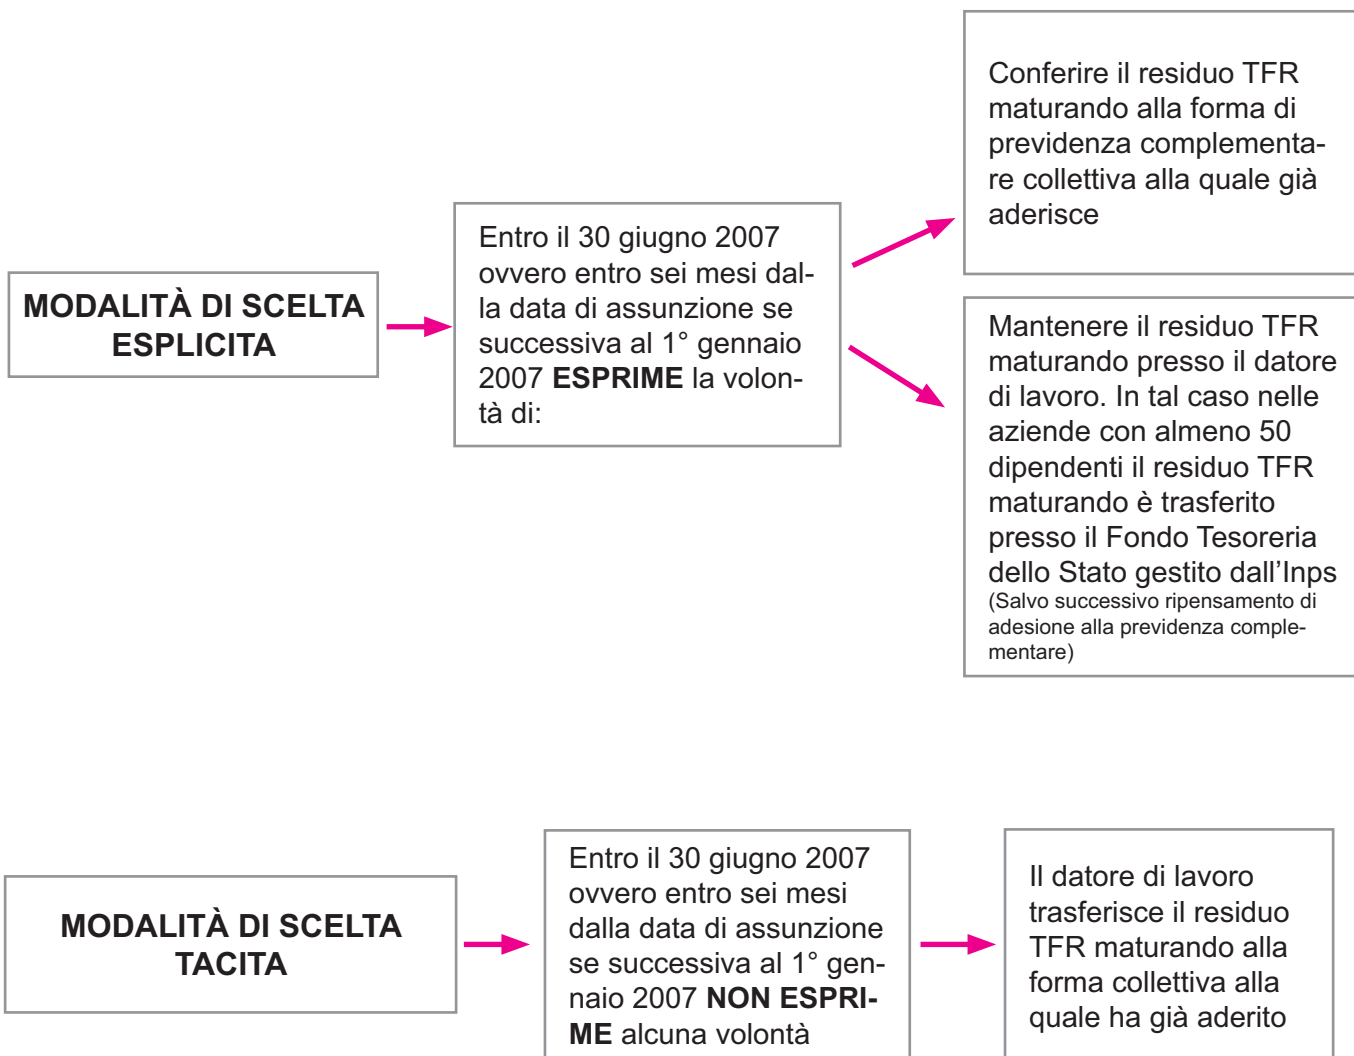 MODALITÀ DI SCELTA
ESPLICITA
Entro il 30 giugno 2007
ovvero entro sei mesi dal-
la data di assunzione se
successiva al 1° gennaio
2007 ESPRIME la volon-
tà di:
Conferire il residuo TFR
maturando alla forma di
previdenza complementa-
re collettiva alla quale già
aderisce
Mantenere il residuo TFR
maturando presso il datore
di lavoro. In tal caso nelle
aziende con almeno 50
dipendenti il residuo TFR
maturando è trasferito
presso il Fondo Tesoreria
dello Stato gestito dall’Inps
(Salvo successivo ripensamento di
adesione alla previdenza comple-
mentare)
MODALITÀ DI SCELTA
TACITA
Entro il 30 giugno 2007
ovvero entro sei mesi
dalla data di assunzione
se successiva al 1° gen-
naio 2007 NON ESPRI-
ME alcuna volontà
Il datore di lavoro
trasferisce il residuo
TFR maturando alla
forma collettiva alla
quale ha già aderito